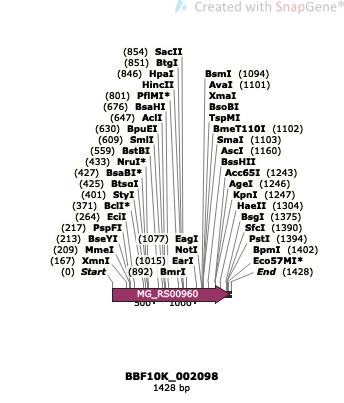 Created with SnapGene®
(854) SacII
(851) BtgI
(846) HpaI
HincII
(801) PflMI*
(676) BsaHI
(647) AclI
(630) BpuEI
(609) SmlI
(559) BstBI
(433) NruI*
(427) BsaBI*
(425) BtsαI
(401) StyI
(371) BclI*
(264) EciI
(217) PspFI
(213) BseYI
(209) MmeI
(167) XmnI
(0) Start
(1077) EagI
NotI
(1015) EarI
(892) BmrI
BsmI (1094)
AvaI (1101)
XmaI
BsoBI
TspMI
BmeT110I (1102)
SmaI (1103)
AscI (1160)
BssHII
Acc65I (1243)
AgeI (1246)
KpnI (1247)
HaeII (1304)
BsgI (1375)
SfcI (1390)
PstI (1394)
BpmI (1402)
Eco57MI*
End (1428)
MG_RS00960
500
1000
BBF10K_002098
1428 bp